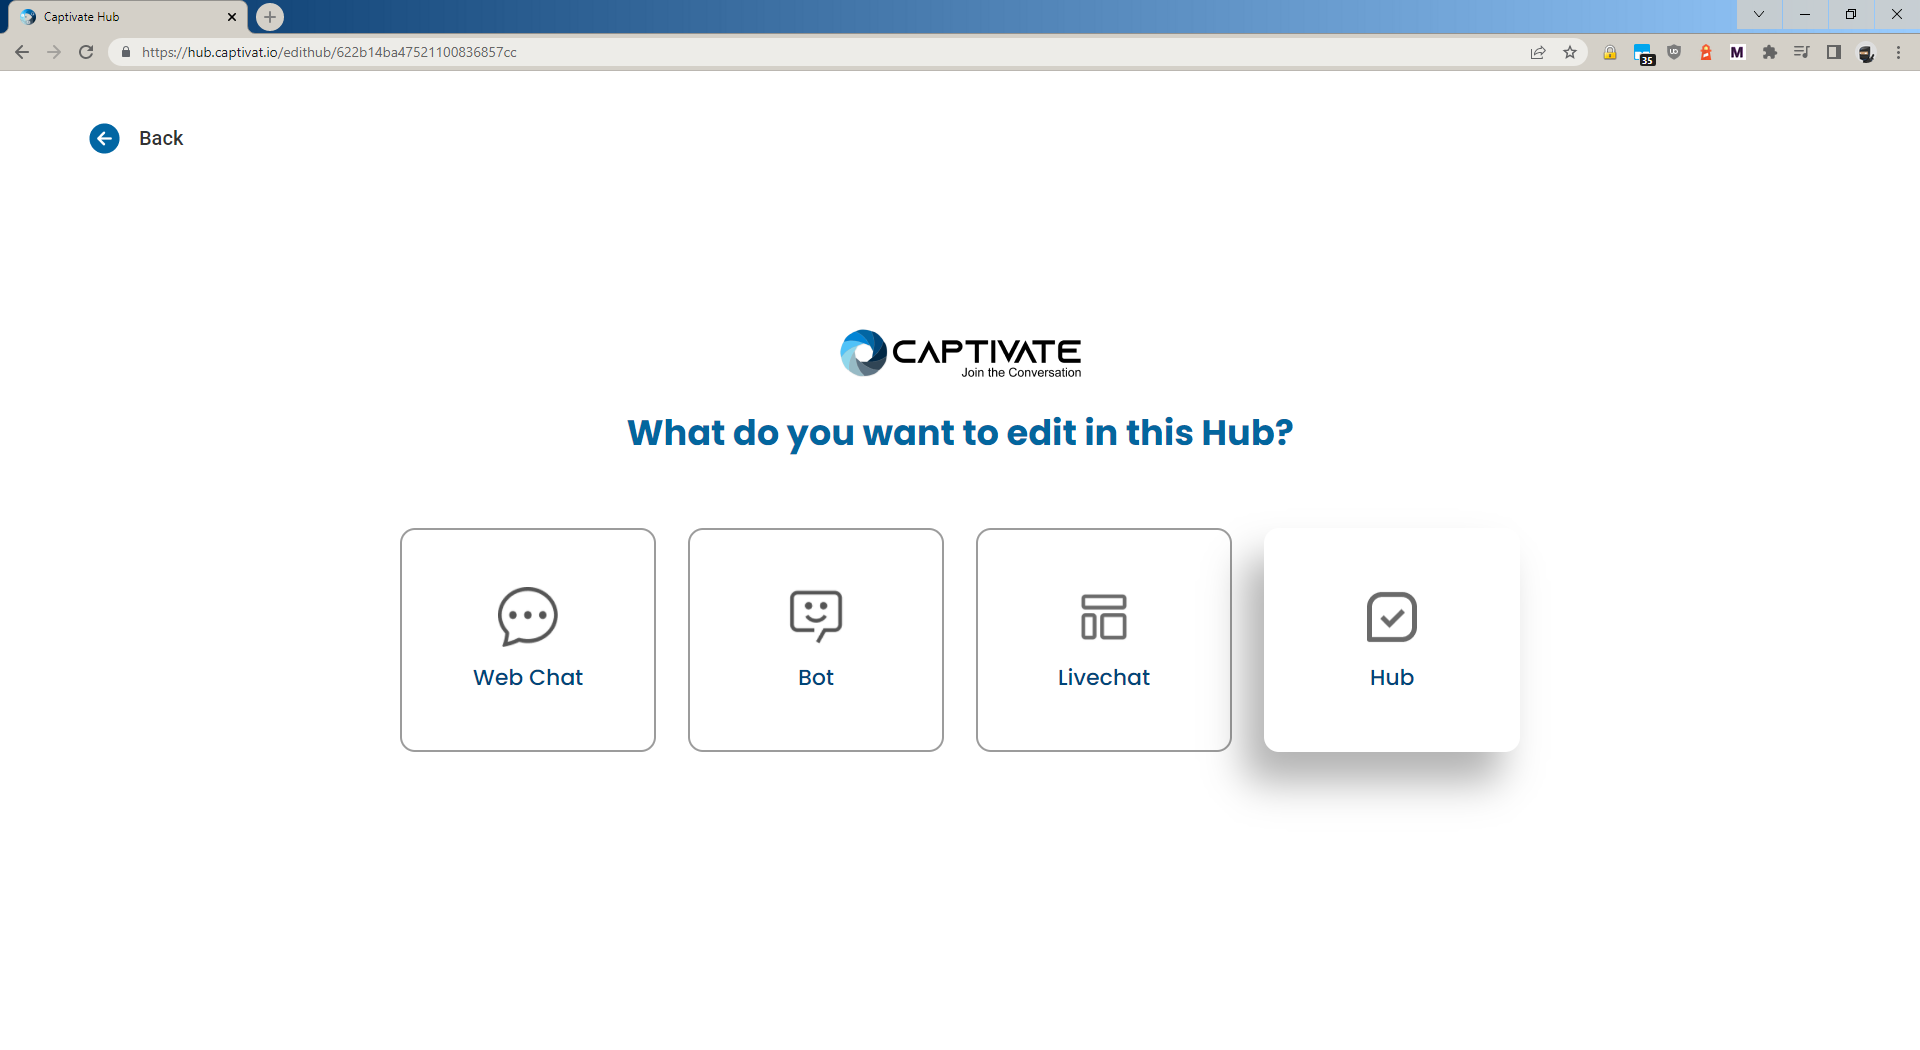 Captivate Hub
https://hub.captivat.io/edithub/622b14ba47521100836857cc
35
M
Back
CAPTIVATE
Join the Conversation
What do you want to edit in this Hub?
Web Chat
Bot
Livechat
Hub